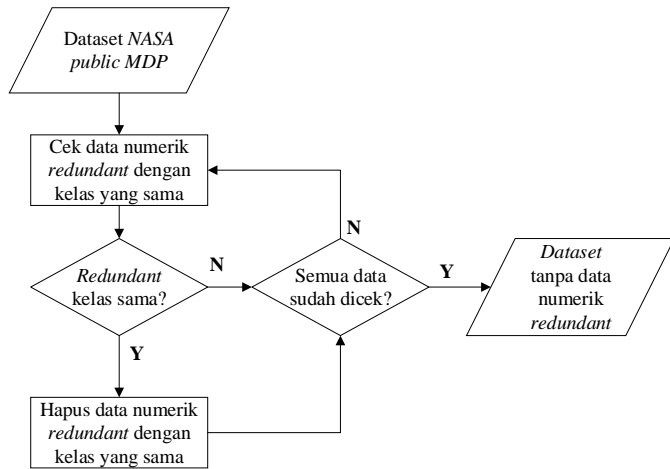 Dataset NASA
public MDP
Cek data numerik
redundant dengan
kelas yang sama
Redundant
kelas sama?
N
Y
Hapus data numerik
redundant dengan
kelas yang sama
N
Semua data
sudah dicek?
Y
Dataset
tanpa data
numerik
redundant